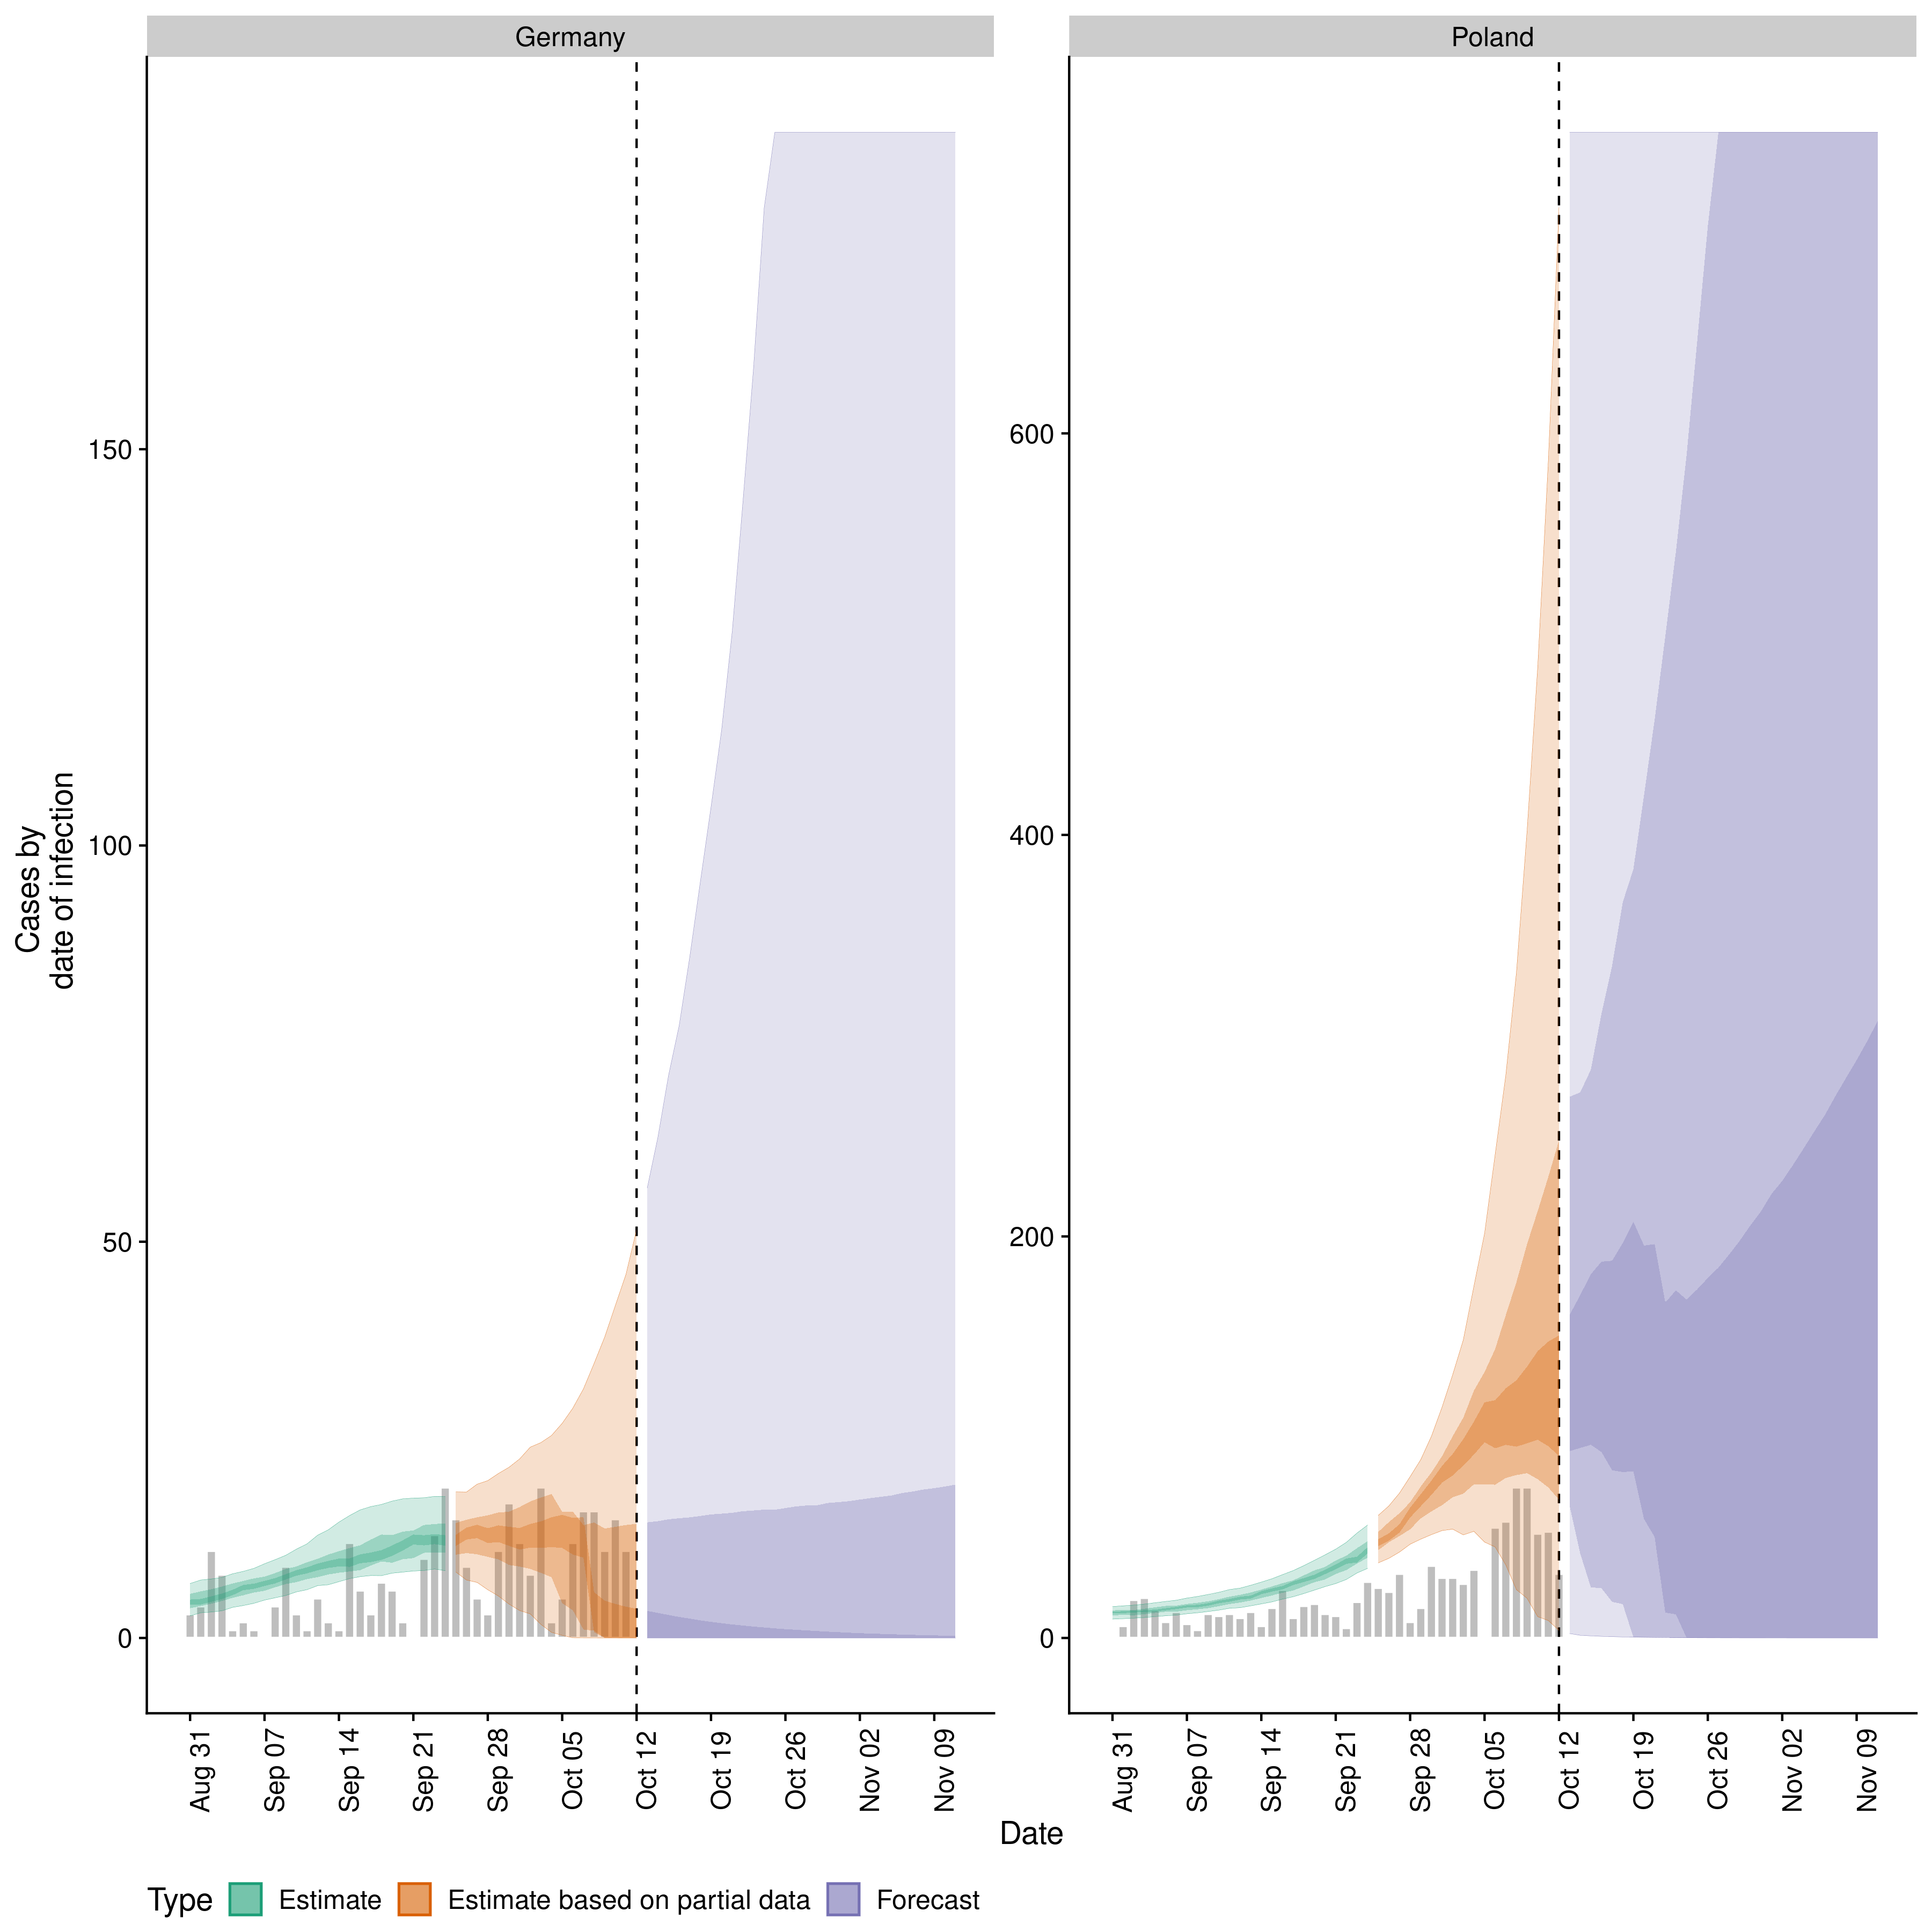 Germany
Poland
Cases by
date of infection
150
100
50
0
600
400
200
0
Aug 31
Sep 07
Sep 14
Sep 21
Sep 28
Oct 05
Oct 12
Oct 19
Oct 26
Nov 02
Nov 09
Aug 31
Sep 07
Sep 14
Sep 21
Sep 28
Oct 05
Oct 12
Oct 19
Oct 26
Nov 02
Nov 09
Date
Type Estimate Estimate based on partial data Forecast